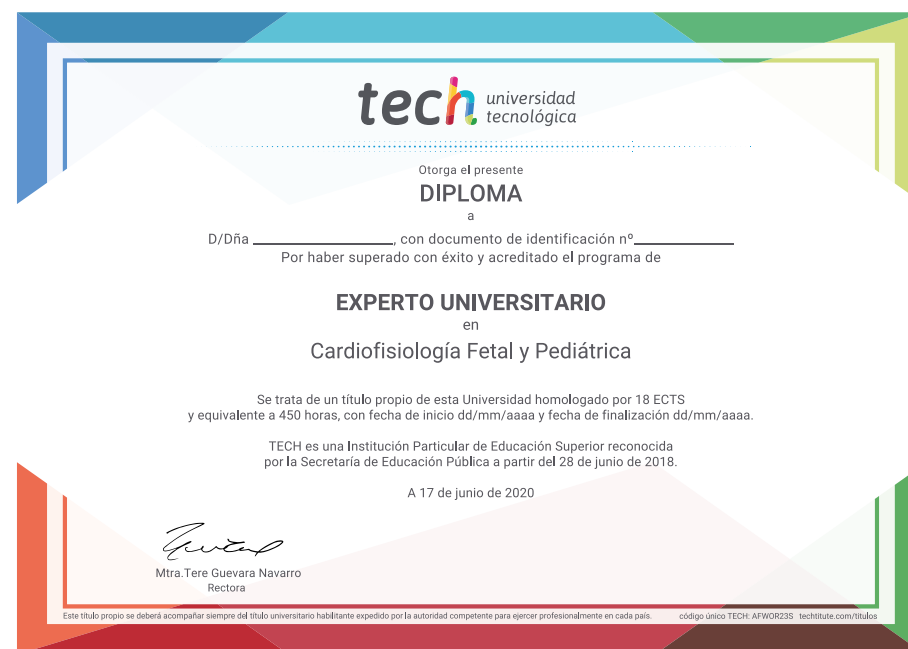 tech universidad
tecnológica
Otorga el presente
DIPLOMA
a
D/Dña ____________________, con documento de identificación nº______________
Por haber superado con éxito y acreditado el programa de
EXPERTO UNIVERSITARIO
en
Cardiofisiología Fetal y Pediátrica
Se trata de un título propio de esta Universidad homologado por 18 ECTS
y equivalente a 450 horas, con fecha de inicio dd/mm/aaaa y fecha de finalización dd/mm/aaaa.
TECH es una Institución Particular de Educación Superior reconocida
por la Secretaría de Educación Pública a partir del 28 de junio de 2018.
A 17 de junio de 2020
Mtra.Tere Guevara Navarro
Rectora
Este título propio se deberá acompañar siempre del título universitario habilitante expedido por la autoridad competente para ejercer profesionalmente en cada país. código único TECH: AFWOR23S techtitute.com/titulos